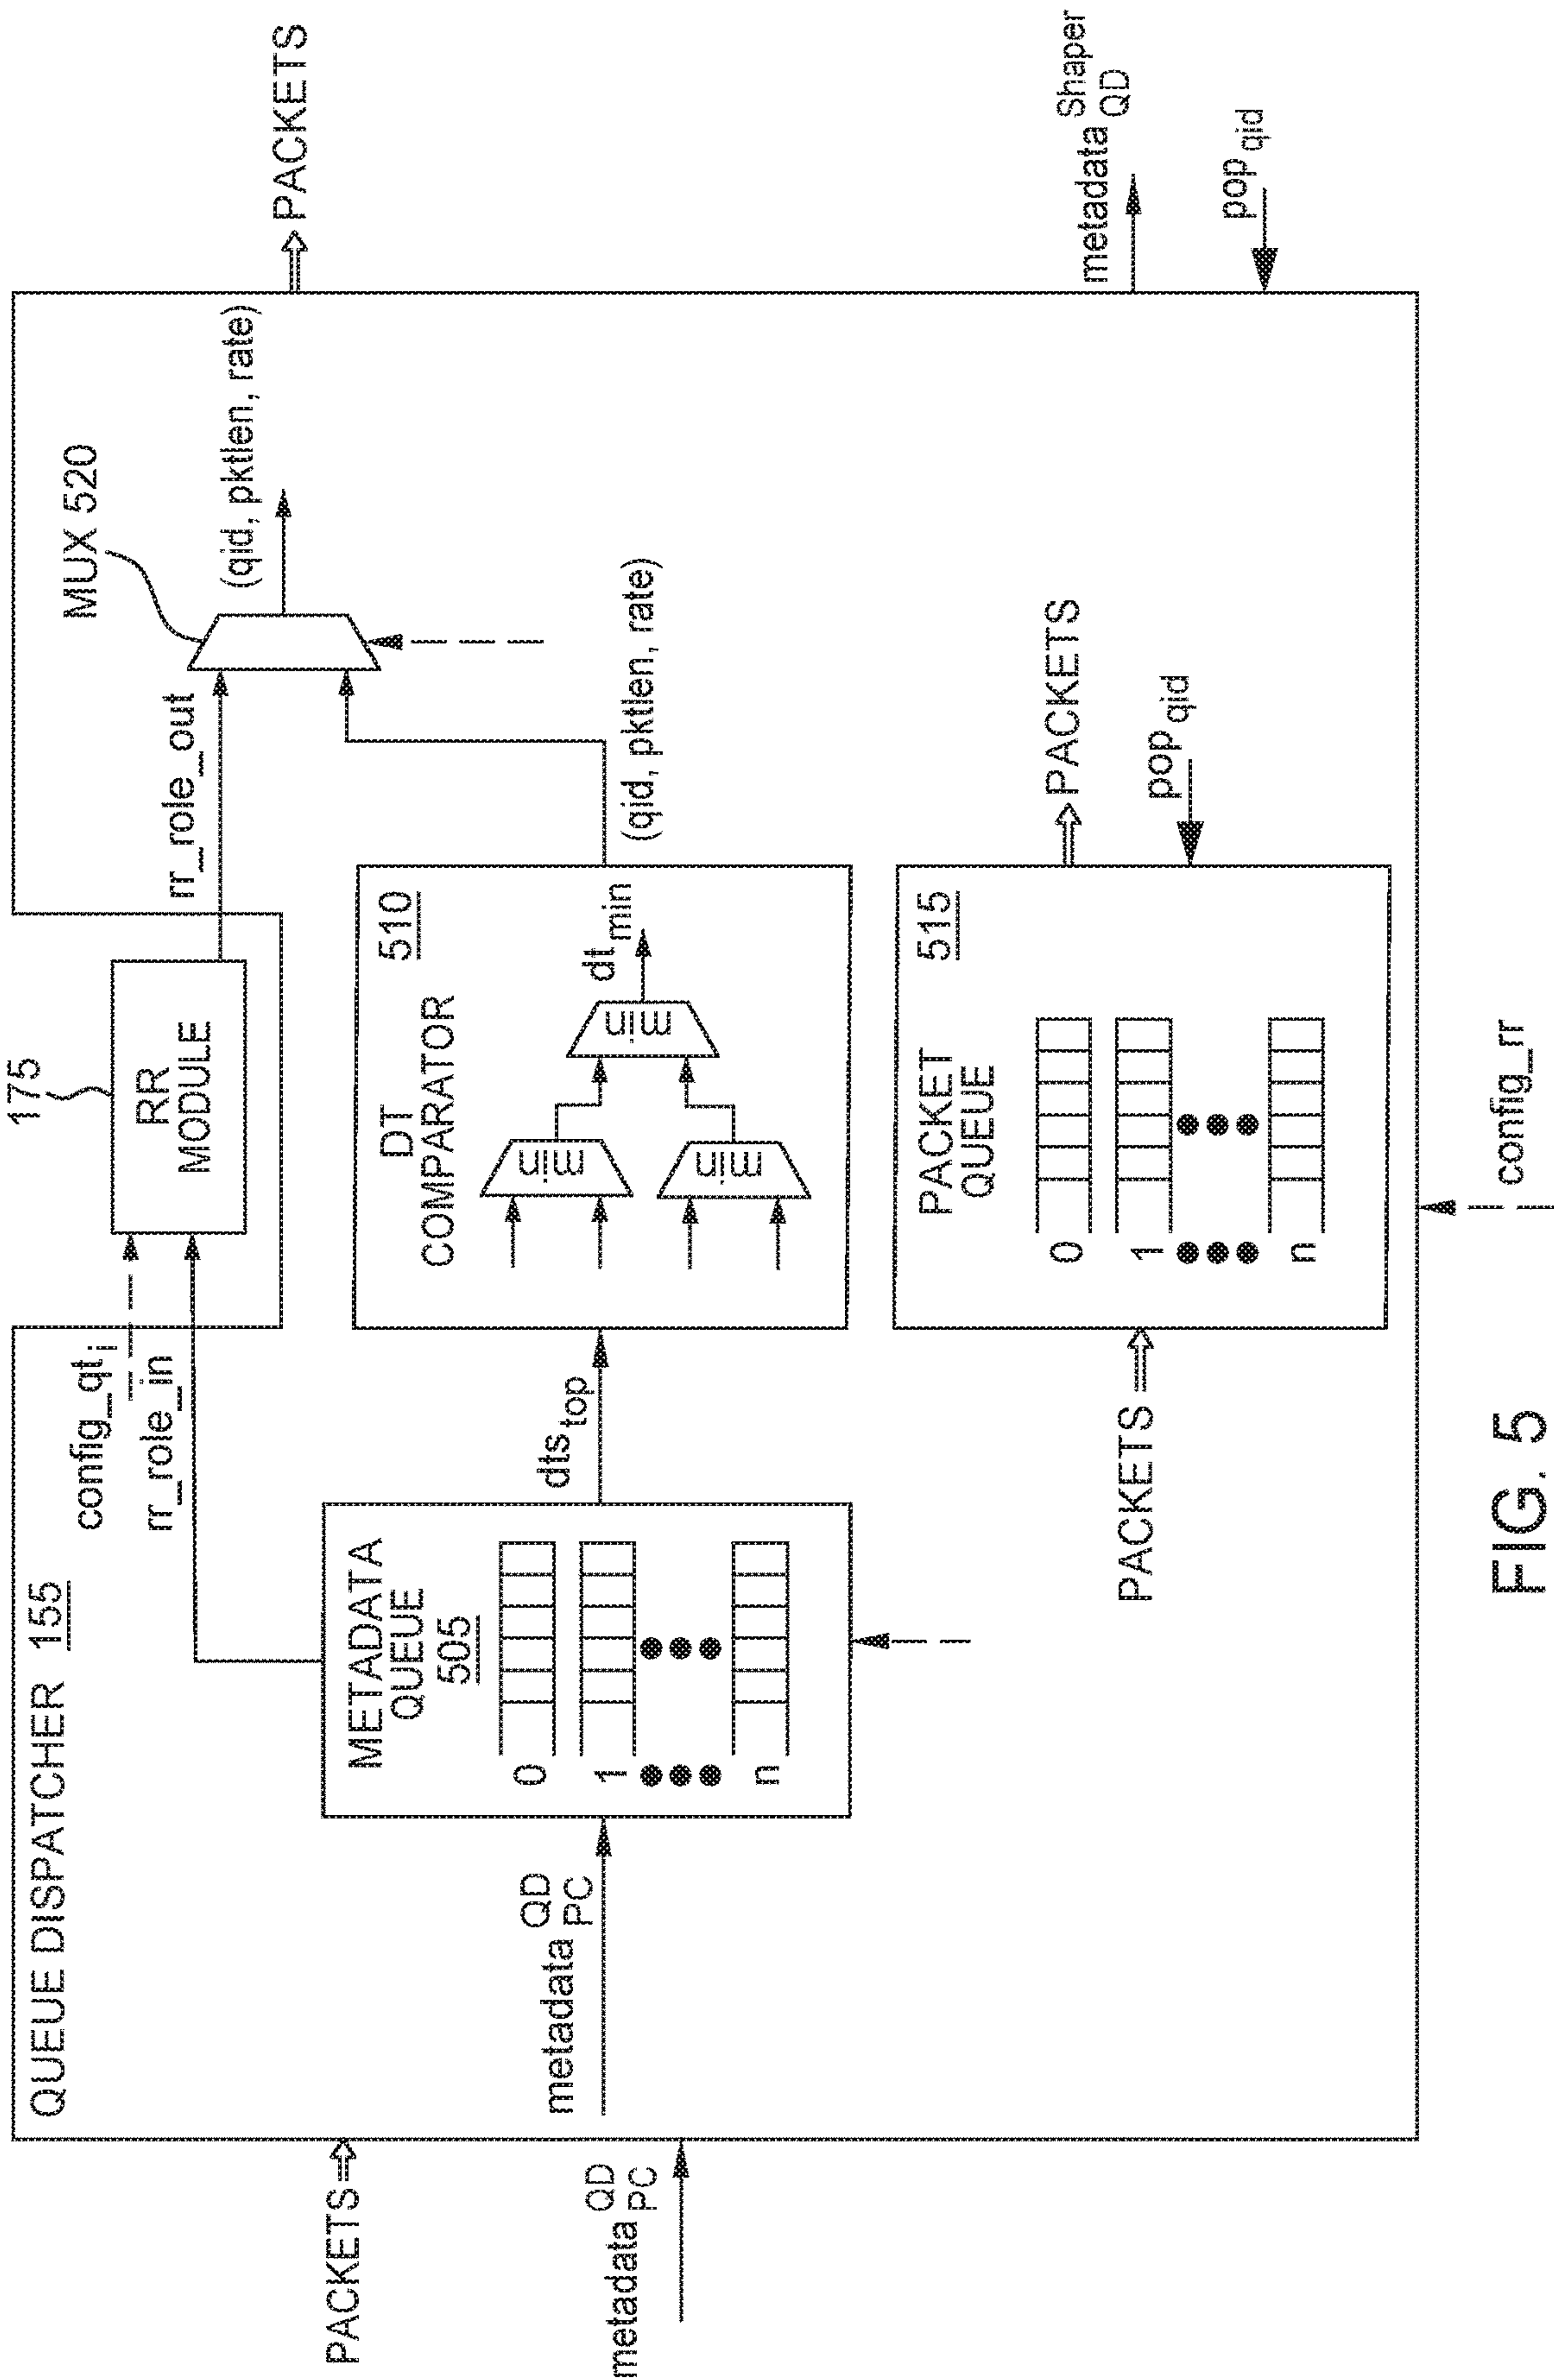 QUEUE DISPATCHER 155
175
RR
MODULE
config_qt i
rr_role_in
rr_role_out
MUX 520
(qid, pktlen, rate)
PACKETS
PACKETS
metadata QD PC
metadata QD PC
METADATA
QUEUE
505
0
1
n
dts top
DT
COMPARATOR
510
min
min
min
dt min
(qid, pktlen, rate)
PACKETS
PACKET
QUEUE
515
0
1
n
PACKETS
pop qid
metadata Shaper QD
pop qid
config_rr
FIG. 5